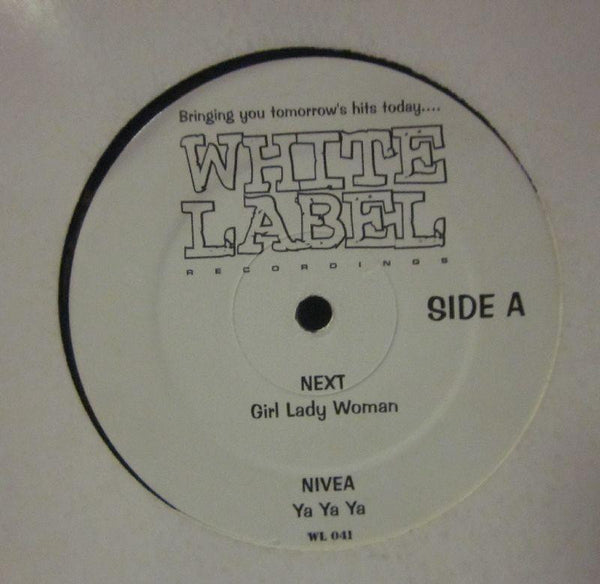 Bringing you tomorrow's hits today....
WHITE
LABEL
RECORDINGS
SIDE A
NEXT
Girl Lady Woman
NIVEA
Ya Ya Ya
WL 041